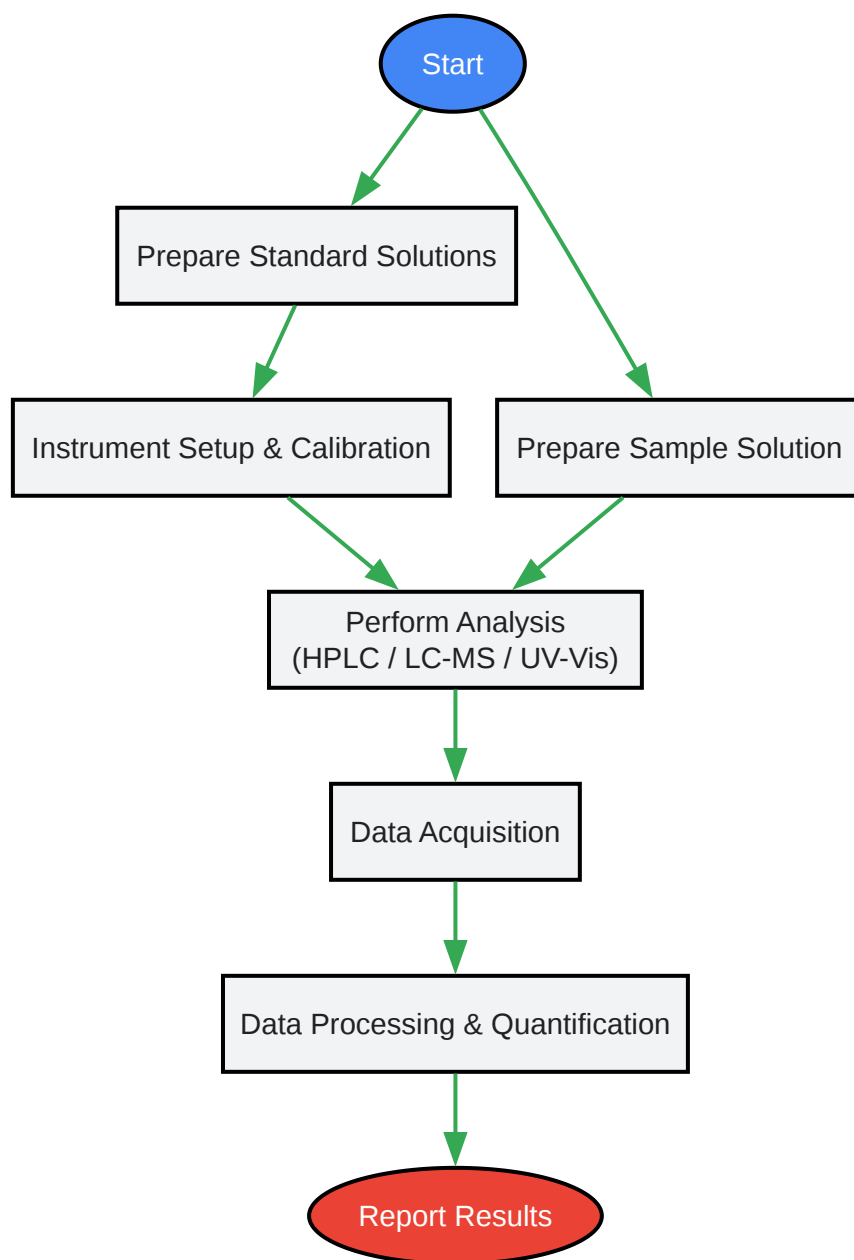 Start
Prepare Standard Solutions
Instrument Setup & Calibration
Prepare Sample Solution
Perform Analysis
(HPLC / LC-MS / UV-Vis)
Data Acquisition
Data Processing & Quantification
Report Results